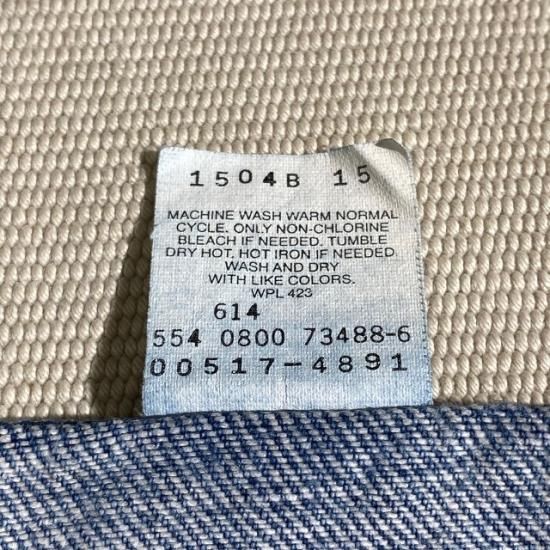 1504B 15
MACHINE WASH WARM NORMAL
CYCLE. ONLY NON-CHLORINE
BLEACH IF NEEDED. TUMBLE
DRY HOT. HOT IRON IF NEEDED.
WASH AND DRY
WITH LIKE COLORS.
WPL 423
614
554 0800 73488-6
00517-4891